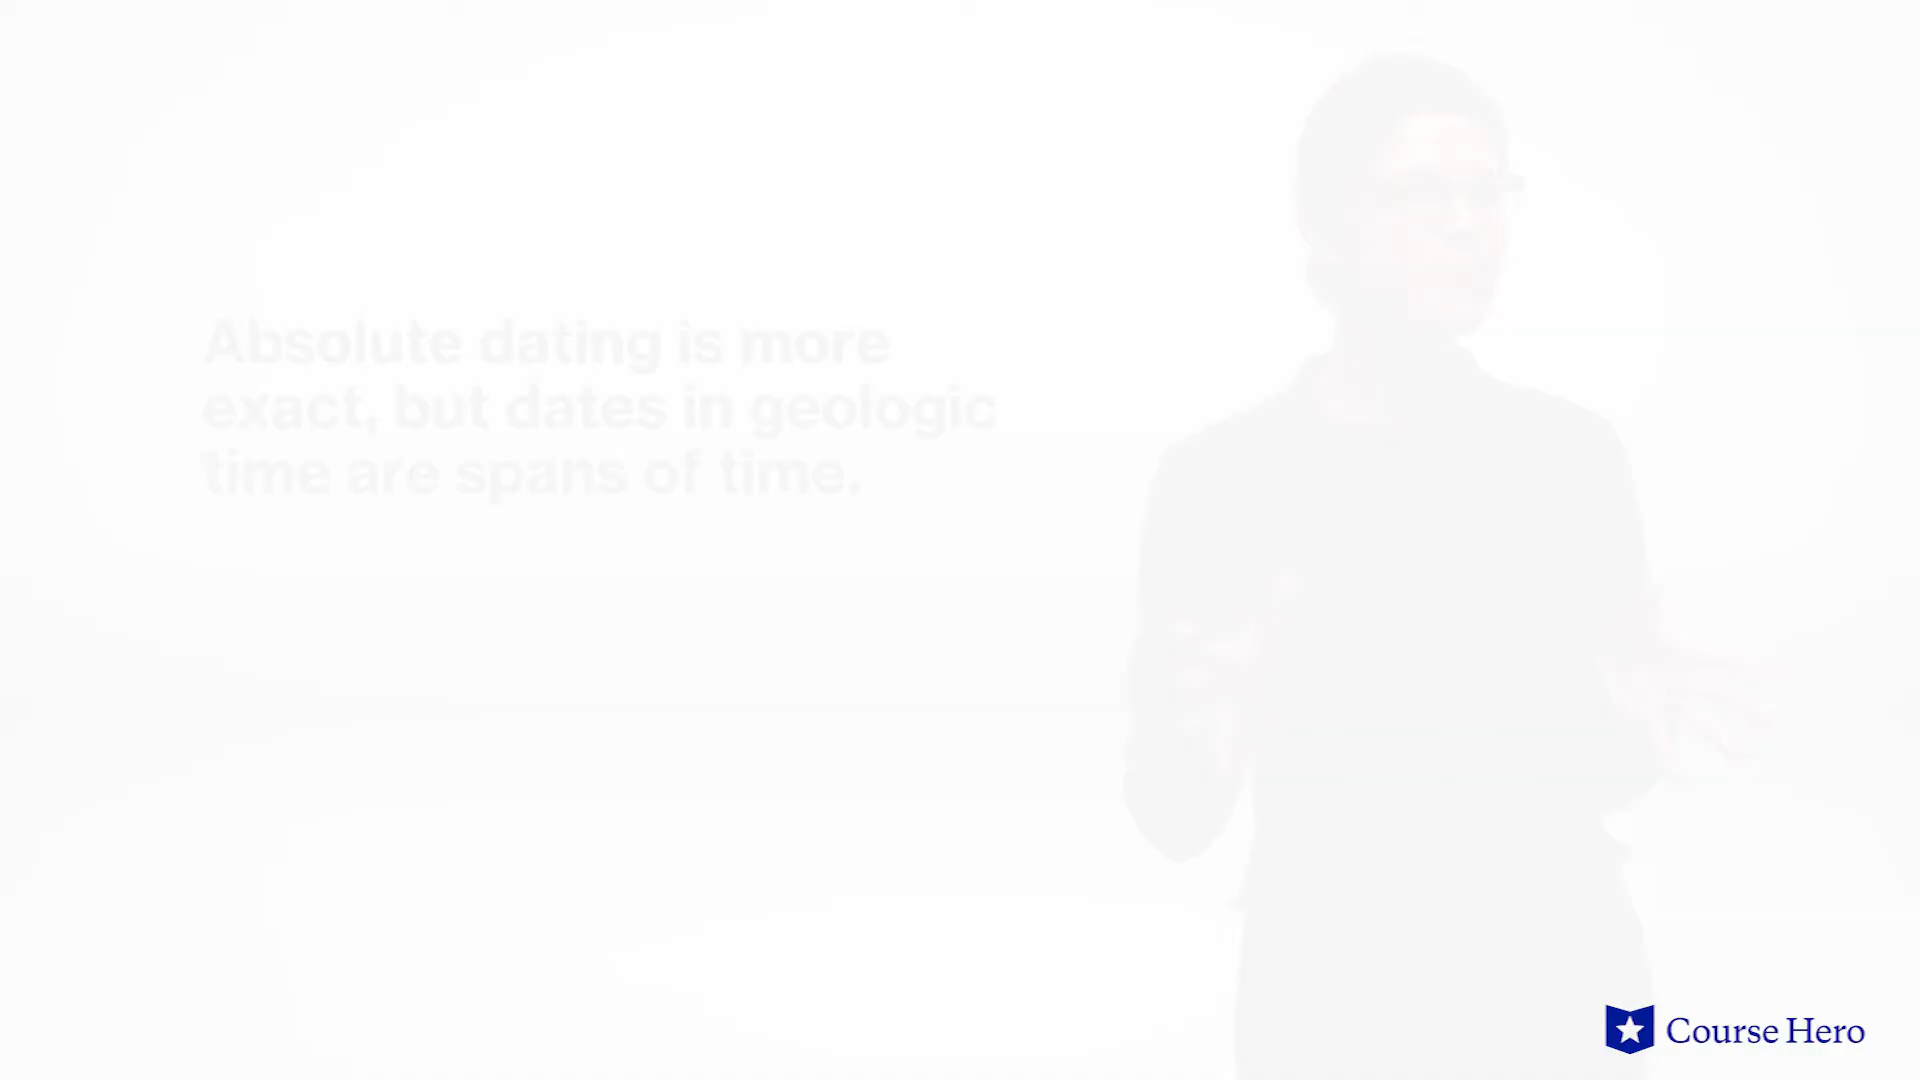 Absolute dating is more
exact, but dates in geologic
time are spans of time.
Course Hero